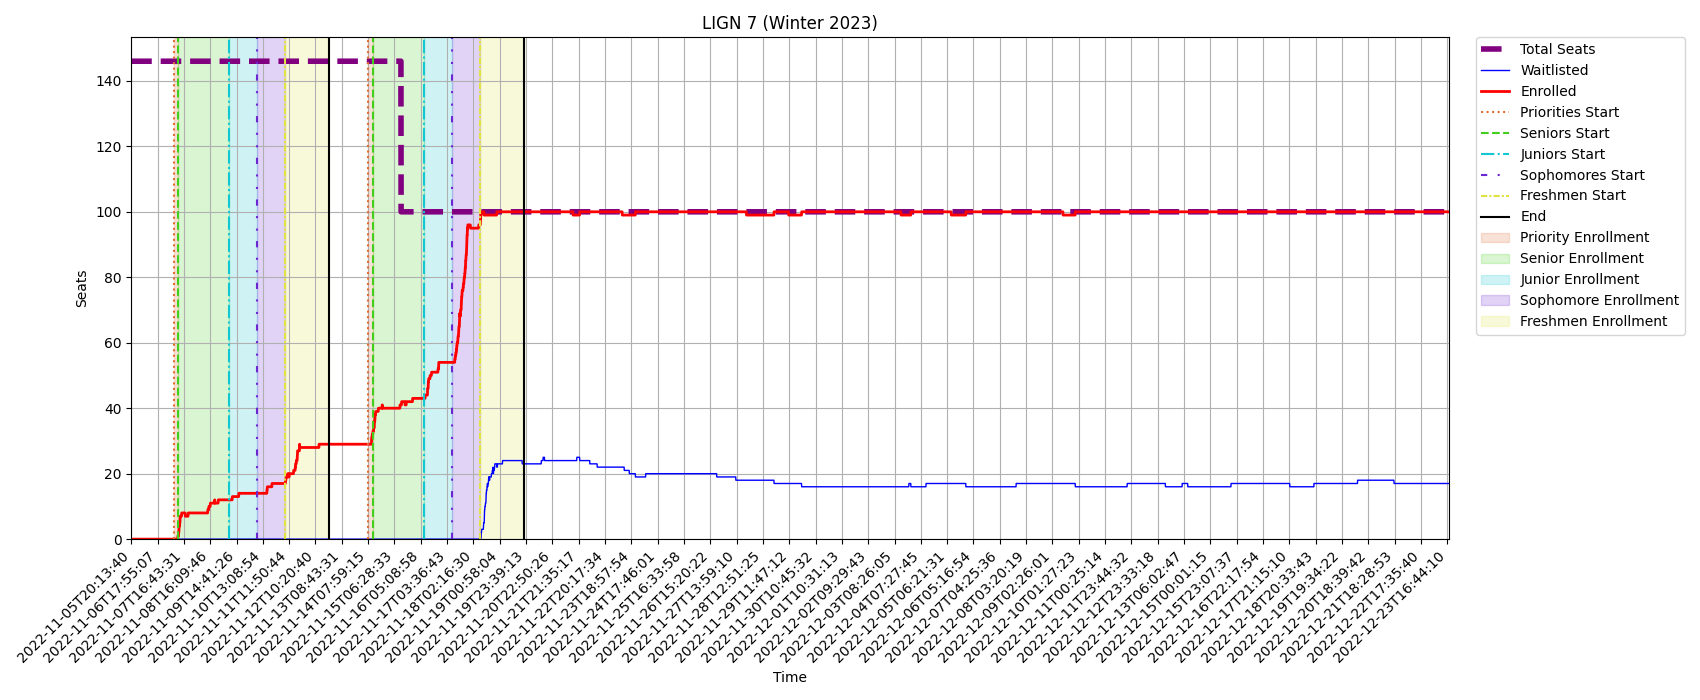 LIGN 7 (Winter 2023)
Seats
140
120
100
80
60
40
20
0
2022-11-05T20:13:40
2022-11-06T17:55:07
2022-11-07T16:43:31
2022-11-08T16:09:46
2022-11-09T14:41:26
2022-11-10T13:08:54
2022-11-11T11:50:44
2022-11-12T10:20:40
2022-11-13T08:43:31
2022-11-14T07:59:15
2022-11-15T06:28:33
2022-11-16T05:08:58
2022-11-17T03:36:43
2022-11-18T02:16:30
2022-11-19T00:58:04
2022-11-19T23:39:13
2022-11-20T22:50:26
2022-11-21T21:35:17
2022-11-22T20:17:34
2022-11-23T18:57:54
2022-11-24T17:46:01
2022-11-25T16:33:58
2022-11-26T15:20:22
2022-11-27T13:59:10
2022-11-28T12:51:25
2022-11-29T11:47:12
2022-11-30T10:45:32
2022-12-01T10:31:13
2022-12-02T09:29:43
2022-12-03T08:26:05
2022-12-04T07:27:45
2022-12-05T06:21:31
2022-12-06T05:16:54
2022-12-07T04:25:36
2022-12-08T03:20:19
2022-12-09T02:26:01
2022-12-10T01:27:23
2022-12-11T00:25:14
2022-12-11T23:44:32
2022-12-12T23:33:18
2022-12-13T06:02:47
2022-12-15T00:01:15
2022-12-15T23:07:37
2022-12-16T22:17:54
2022-12-17T21:15:10
2022-12-18T20:33:43
2022-12-19T19:34:22
2022-12-20T18:39:42
2022-12-21T18:28:53
2022-12-22T17:35:40
2022-12-23T16:44:10
Time
Total Seats
Waitlisted
Enrolled
Priorities Start
Seniors Start
Juniors Start
Sophomores Start
Freshmen Start
End
Priority Enrollment
Senior Enrollment
Junior Enrollment
Sophomore Enrollment
Freshmen Enrollment